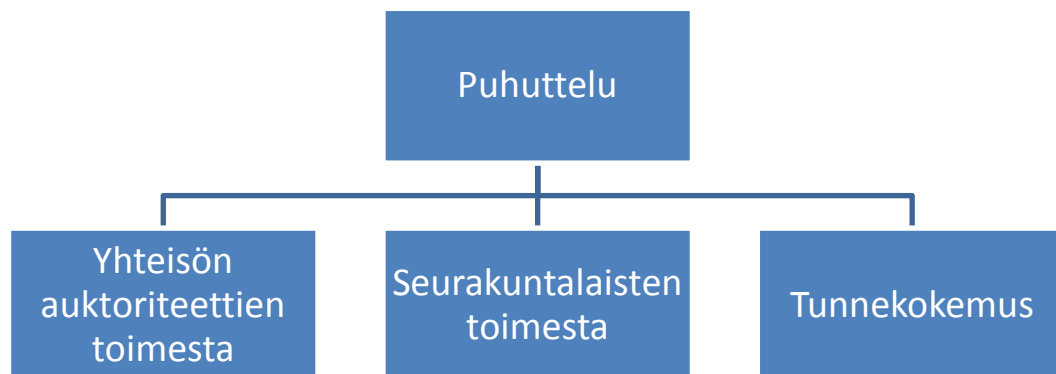 Puhuttelu
Yhteisön
auktoriteettien
toimesta
Seurakuntalaisten
toimesta
Tunnekokemus